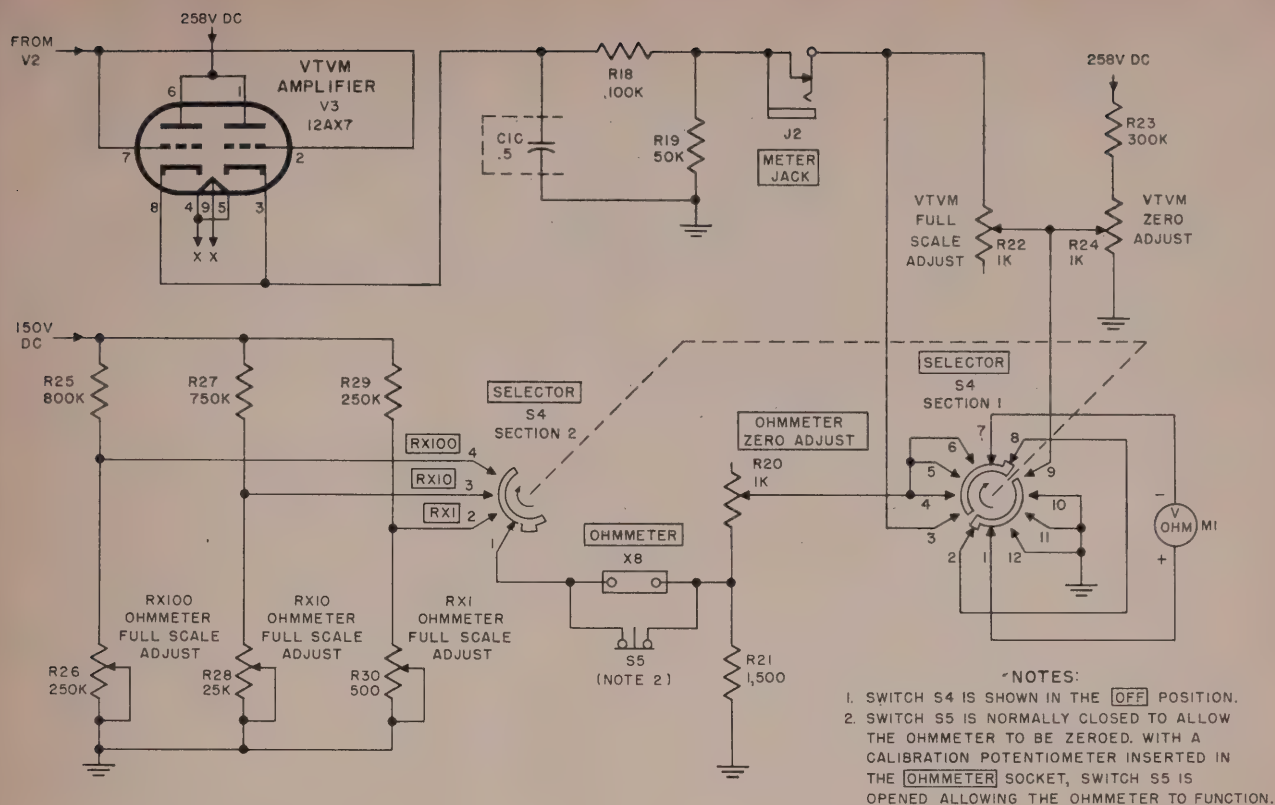 258V DC
FROM
V2
VTVM
AMPLIFIER
V3
12AX7
6
1
7
2
8
4
9
5
3
X X
C1C
.5
R18
.100K
R19
50K
J2
METER
JACK
258V DC
R23
300K
VTVM
FULL
SCALE
ADJUST
R22
1K
R24
1K
VTVM
ZERO
ADJUST
150V
DC
R25
800K
R27
750K
R29
250K
SELECTOR
S4
SECTION 2
RX100
4
RX10
3
RX1
2
1
OHMMETER
ZERO ADJUST
R20
1K
SELECTOR
S4
SECTION 1
7
8
6
5
9
4
10
3
11
2
1
12
-
V
OHM
M1
+
OHMMETER
X8
S5
(NOTE 2)
R21
1,500
RX100
OHMMETER
FULL SCALE
ADJUST
R26
250K
RX10
OHMMETER
FULL SCALE
ADJUST
R28
25K
RX1
OHMMETER
FULL SCALE
ADJUST
R30
500
NOTES:
1. SWITCH S4 IS SHOWN IN THE OFF POSITION.
2. SWITCH S5 IS NORMALLY CLOSED TO ALLOW
THE OHMMETER TO BE ZEROED. WITH A
CALIBRATION POTENTIOMETER INSERTED IN
THE OHMMETER SOCKET, SWITCH S5 IS
OPENED ALLOWING THE OHMMETER TO FUNCTION.